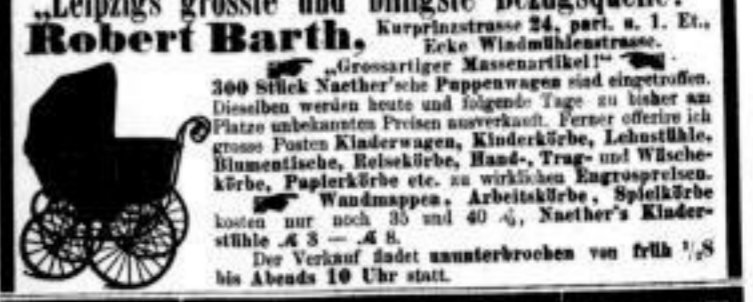 „Leipzigs grösste und billigste Bezugsquelle.“
Robert Barth, Kurprinzstrasse 24, part. u. 1. Et.,
Ecke Windmühlenstrasse.
„Grossartiger Massenartikel!“
300 Stück Naether'sche Puppenwagen sind eingetroffen.
Dieselben werden heute und folgende Tage zu bisher am
Platze unbekannten Preisen ausverkauft. Ferner offerire ich
grosse Posten Kinderwagen, Kinderkörbe, Lehnstühle,
Blumentische, Reisekörbe, Hand-, Trag- und Wäsche-
körbe, Papierkörbe etc. zu wirklichen Engrospreisen.
Wandmappen, Arbeitskörbe, Spielkörbe
kosten nur noch 35 und 40 ₰, Naether's Kinder-
stühle ℳ 3 — ℳ 8.
Der Verkauf findet ununterbrochen von früh ½8
bis Abends 10 Uhr statt.